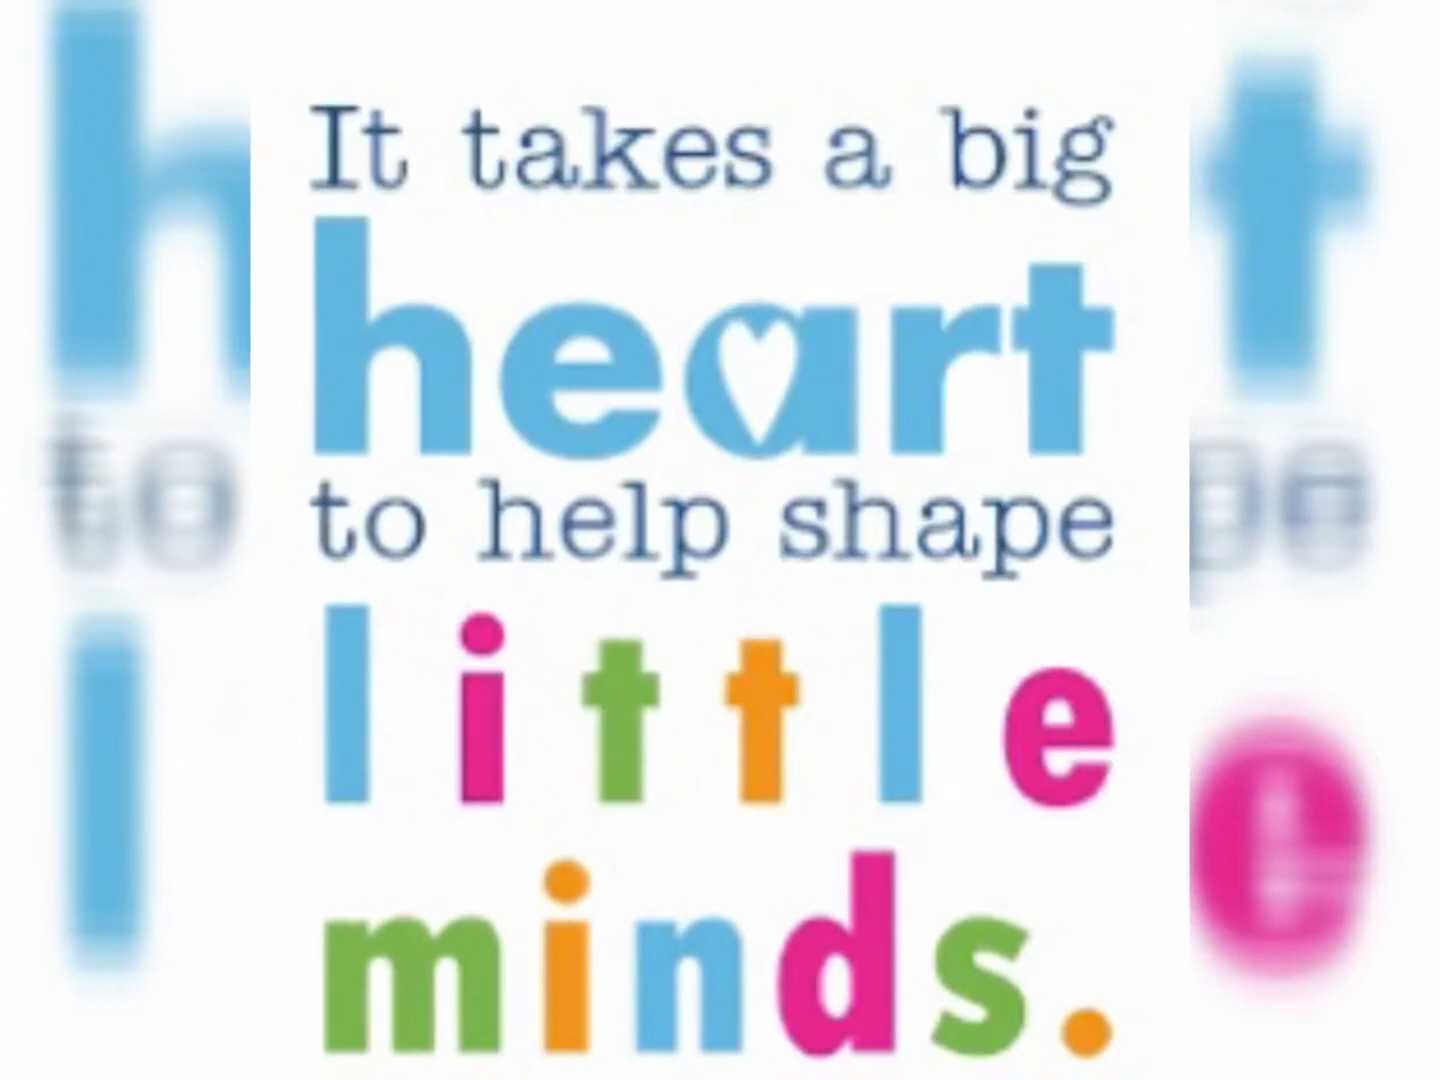 It takes a big
heart
to help shape
little
minds.